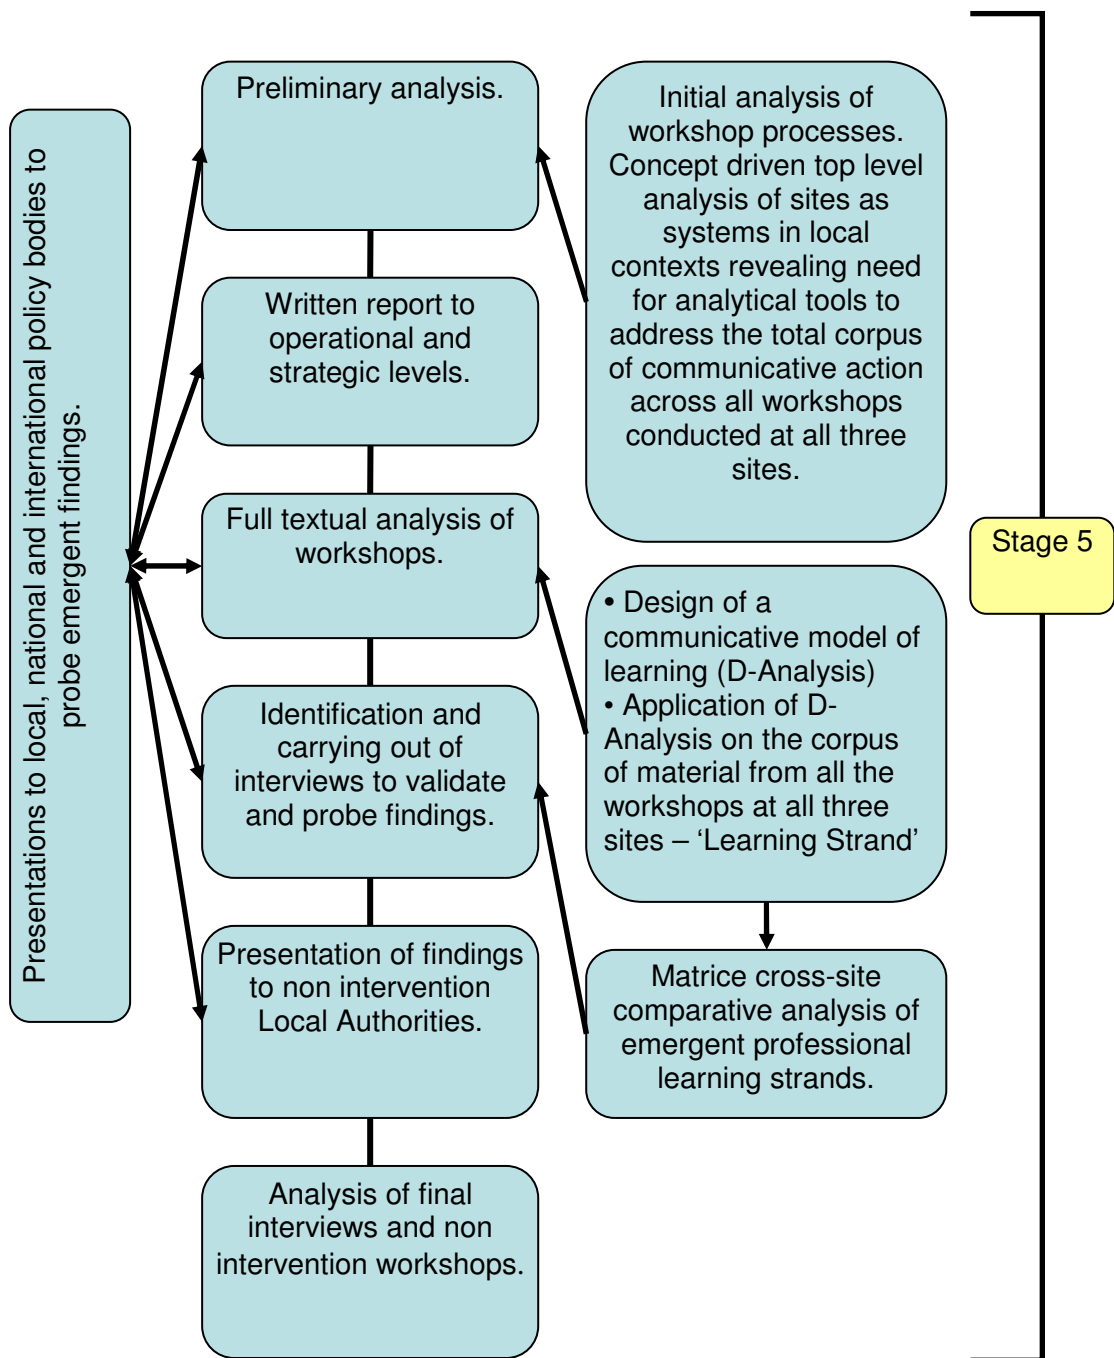 Presentations to local, national and international policy bodies to
probe emergent findings.
Preliminary analysis.
Written report to
operational and
strategic levels.
Full textual analysis of
workshops.
Identification and
carrying out of
interviews to validate
and probe findings.
Presentation of findings
to non intervention
Local Authorities.
Analysis of final
interviews and non
intervention workshops.
Initial analysis of
workshop processes.
Concept driven top level
analysis of sites as
systems in local
contexts revealing need
for analytical tools to
address the total corpus
of communicative action
across all workshops
conducted at all three
sites.
• Design of a
communicative model of
learning (D-Analysis)
• Application of D-
Analysis on the corpus
of material from all the
workshops at all three
sites – ‘Learning Strand’
Matrice cross-site
comparative analysis of
emergent professional
learning strands.
Stage 5